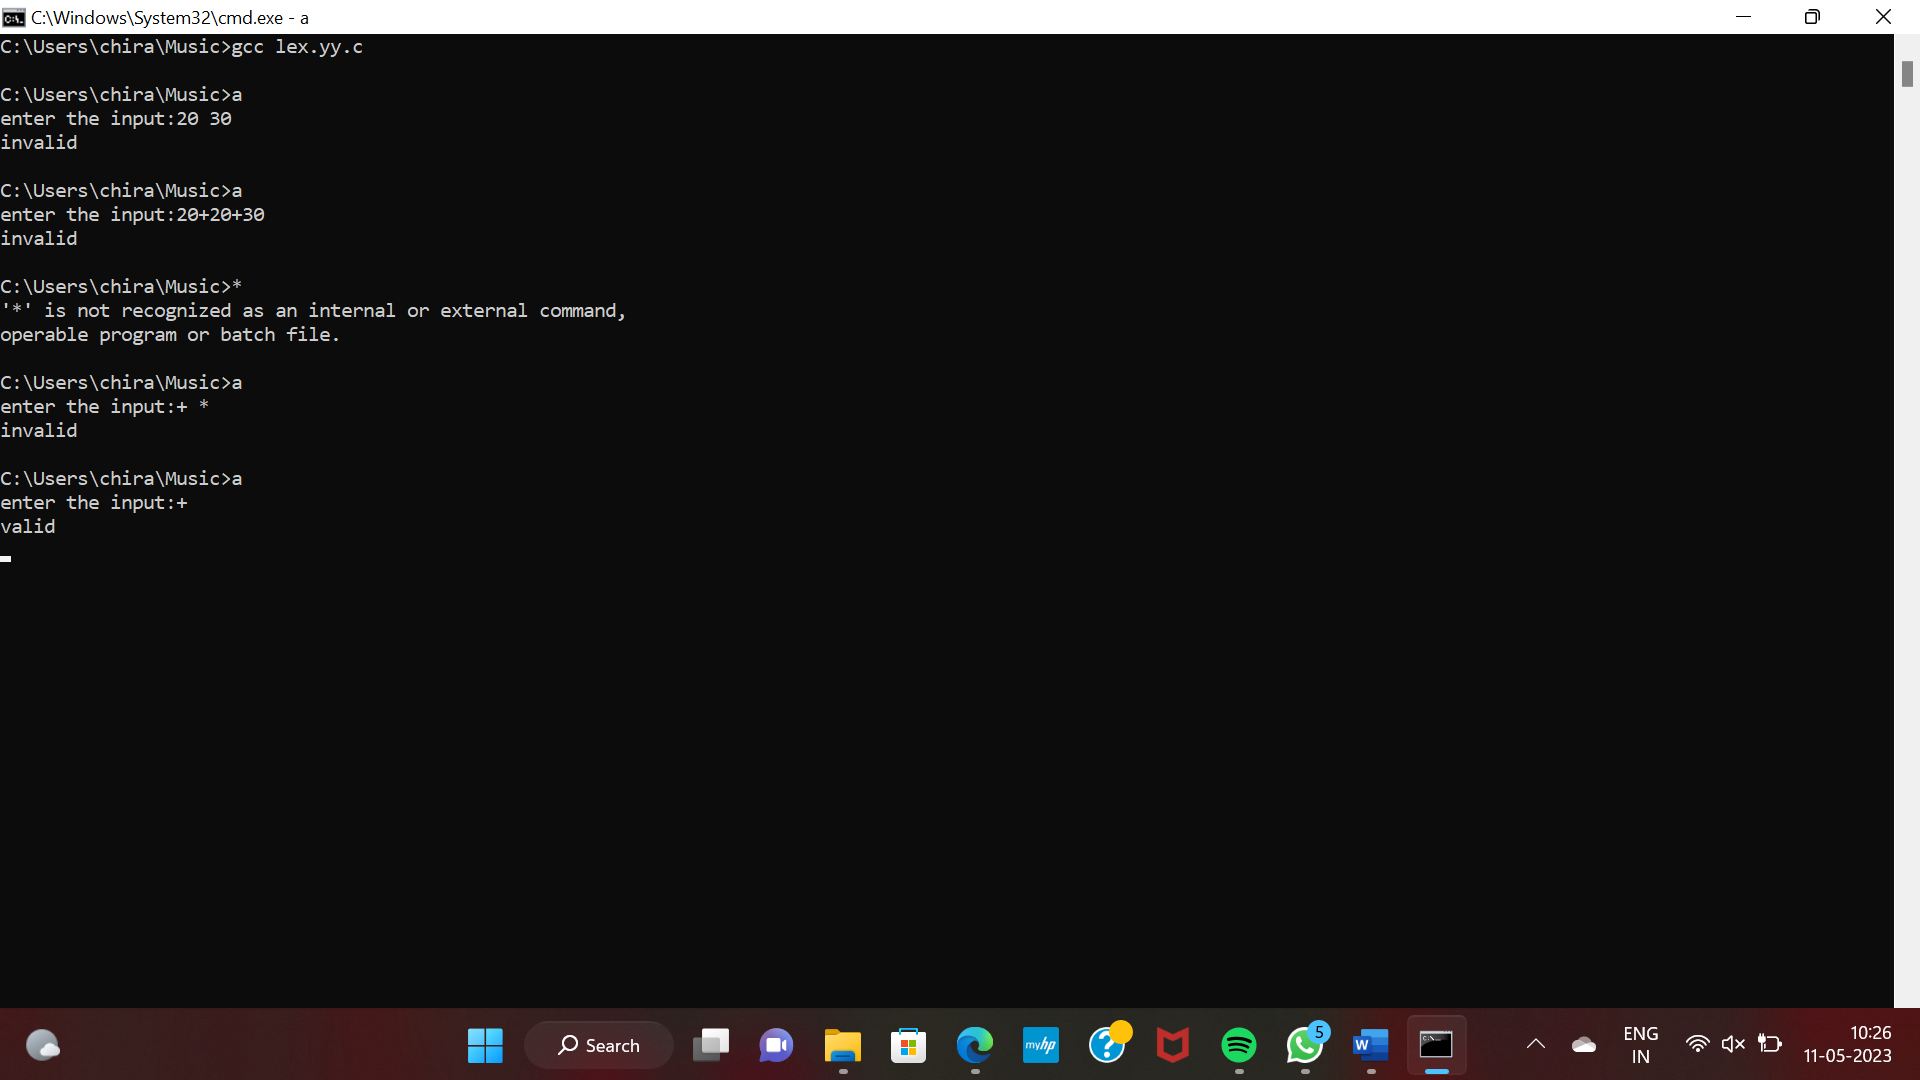 C:\Windows\System32\cmd.exe - a
C:\Users\chira\Music>gcc lex.yy.c
C:\Users\chira\Music>a
enter the input:20 30
invalid
C:\Users\chira\Music>a
enter the input:20+20+30
invalid
C:\Users\chira\Music>*
'*' is not recognized as an internal or external command,
operable program or batch file.
C:\Users\chira\Music>a
enter the input:+ *
invalid
C:\Users\chira\Music>a
enter the input:+
valid
Search
myhp
5
W
ENG
IN
10:26
11-05-2023